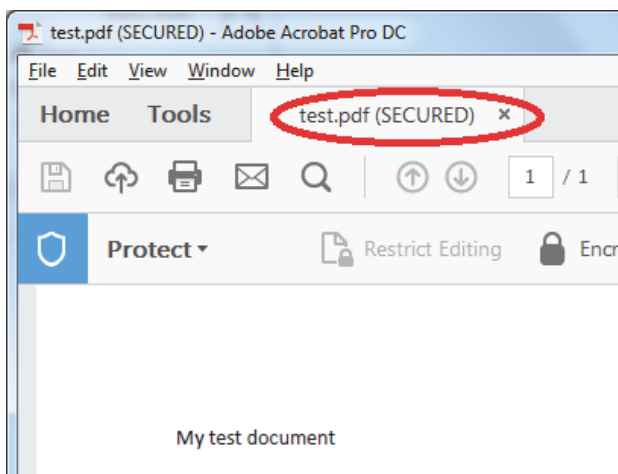 test.pdf (SECURED) - Adobe Acrobat Pro DC
File Edit View Window Help
Home Tools test.pdf (SECURED) ×
1 / 1
Protect Restrict Editing Encr
My test document